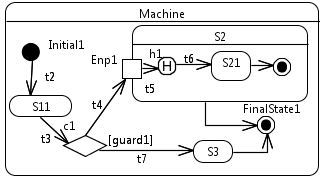 Machine
Initial1
S2
Enp1
h1
t6
H
S21
t2
t5
S11
t4
c1
FinalState1
t3
[guard1]
t7
S3